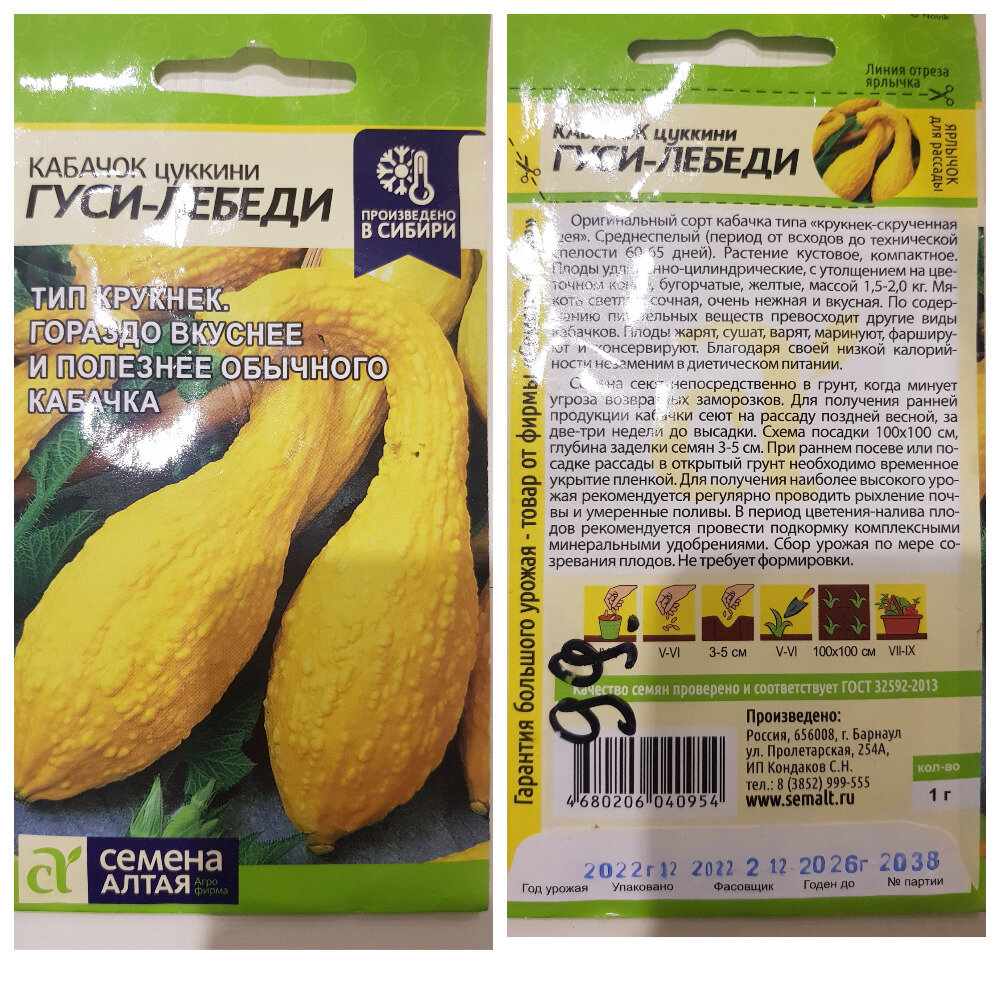 КАБАЧОК цуккини
ГУСИ-ЛЕБЕДИ
ПРОИЗВЕДЕНО
В СИБИРИ
ТИП КРУКНЕК.
ГОРАЗДО ВКУСНЕЕ
И ПОЛЕЗНЕЕ ОБЫЧНОГО
КАБАЧКА
семена
АЛТАЯ
Агро
фирма
© Novik
Линия отреза
ярлычка
КАБАЧОК цуккини
ГУСИ-ЛЕБЕДИ
ЯРЛЫЧОК
для рассады
Гарантия большого урожая - товар от фирмы
Оригинальный сорт кабачка типа «крукнек-скрученная
шея». Среднеспелый (период от всходов до технической
спелости 60-65 дней). Растение кустовое, компактное.
Плоды удлиненно-цилиндрические, с утолщением на цве-
точном конце, бугорчатые, желтые, массой 1,5-2,0 кг. Мя-
коть светлая, сочная, очень нежная и вкусная. По содер-
жанию питательных веществ превосходит другие виды
кабачков. Плоды жарят, сушат, варят, маринуют, фарширу-
ют и консервируют. Благодаря своей низкой калорий-
ности незаменим в диетическом питании.
Семена сеют непосредственно в грунт, когда минует
угроза возвратных заморозков. Для получения ранней
продукции кабачки сеют на рассаду поздней весной, за
две-три недели до высадки. Схема посадки 100х100 см,
глубина заделки семян 3-5 см. При раннем посеве или по-
садке рассады в открытый грунт необходимо временное
укрытие пленкой. Для получения наиболее высокого уро-
жая рекомендуется регулярно проводить рыхление поч-
вы и умеренные поливы. В период цветения-налива пло-
дов рекомендуется провести подкормку комплексными
минеральными удобрениями. Сбор урожая по мере со-
зревания плодов. Не требует формировки.
V-VI 3-5 см V-VI 100х100 см VII-IX
Качество семян проверено и соответствует ГОСТ 32592-2013
Произведено:
Россия, 656008, г. Барнаул
ул. Пролетарская, 254А,
ИП Кондаков С.Н.
тел.: 8 (3852) 999-555
www.semalt.ru
кол-во
1 г
4 680206 040954
2022г12 2022 2 12 2026г 2038
Год урожая Упаковано Фасовщик Годен до № партии